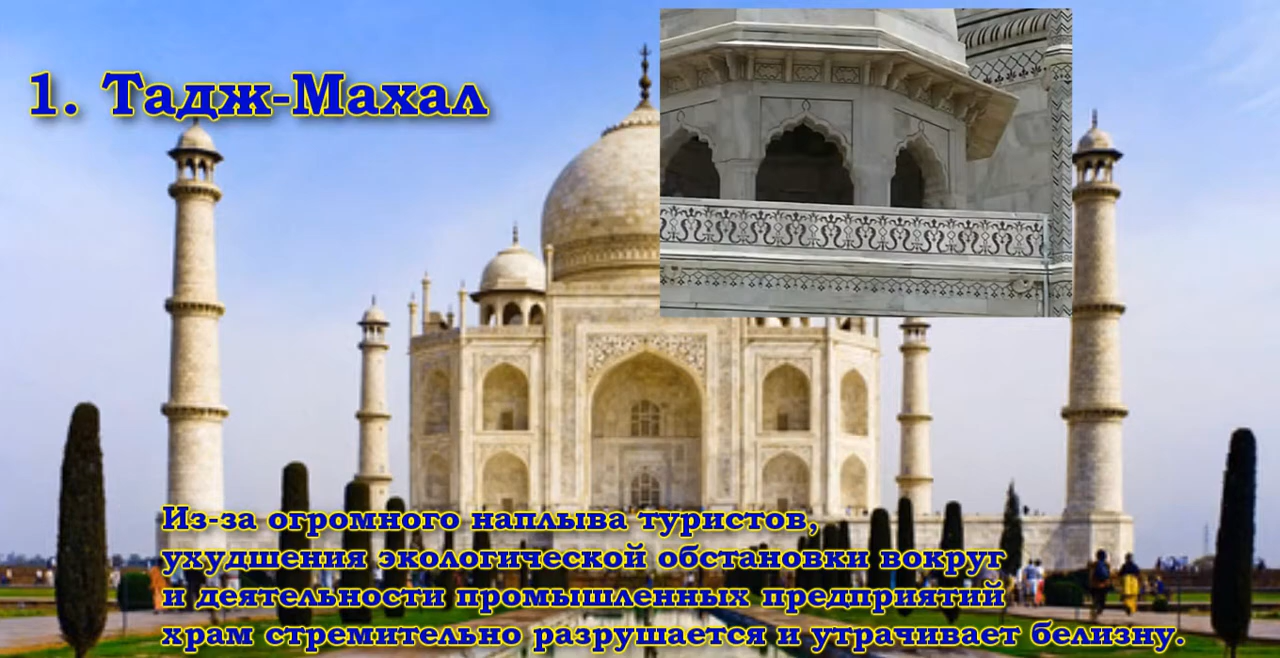 1. Тадж-Махал
Из-за огромного наплыва туристов,
ухудшения экологической обстановки вокруг
и деятельности промышленных предприятий
храм стремительно разрушается и утрачивает белизну.